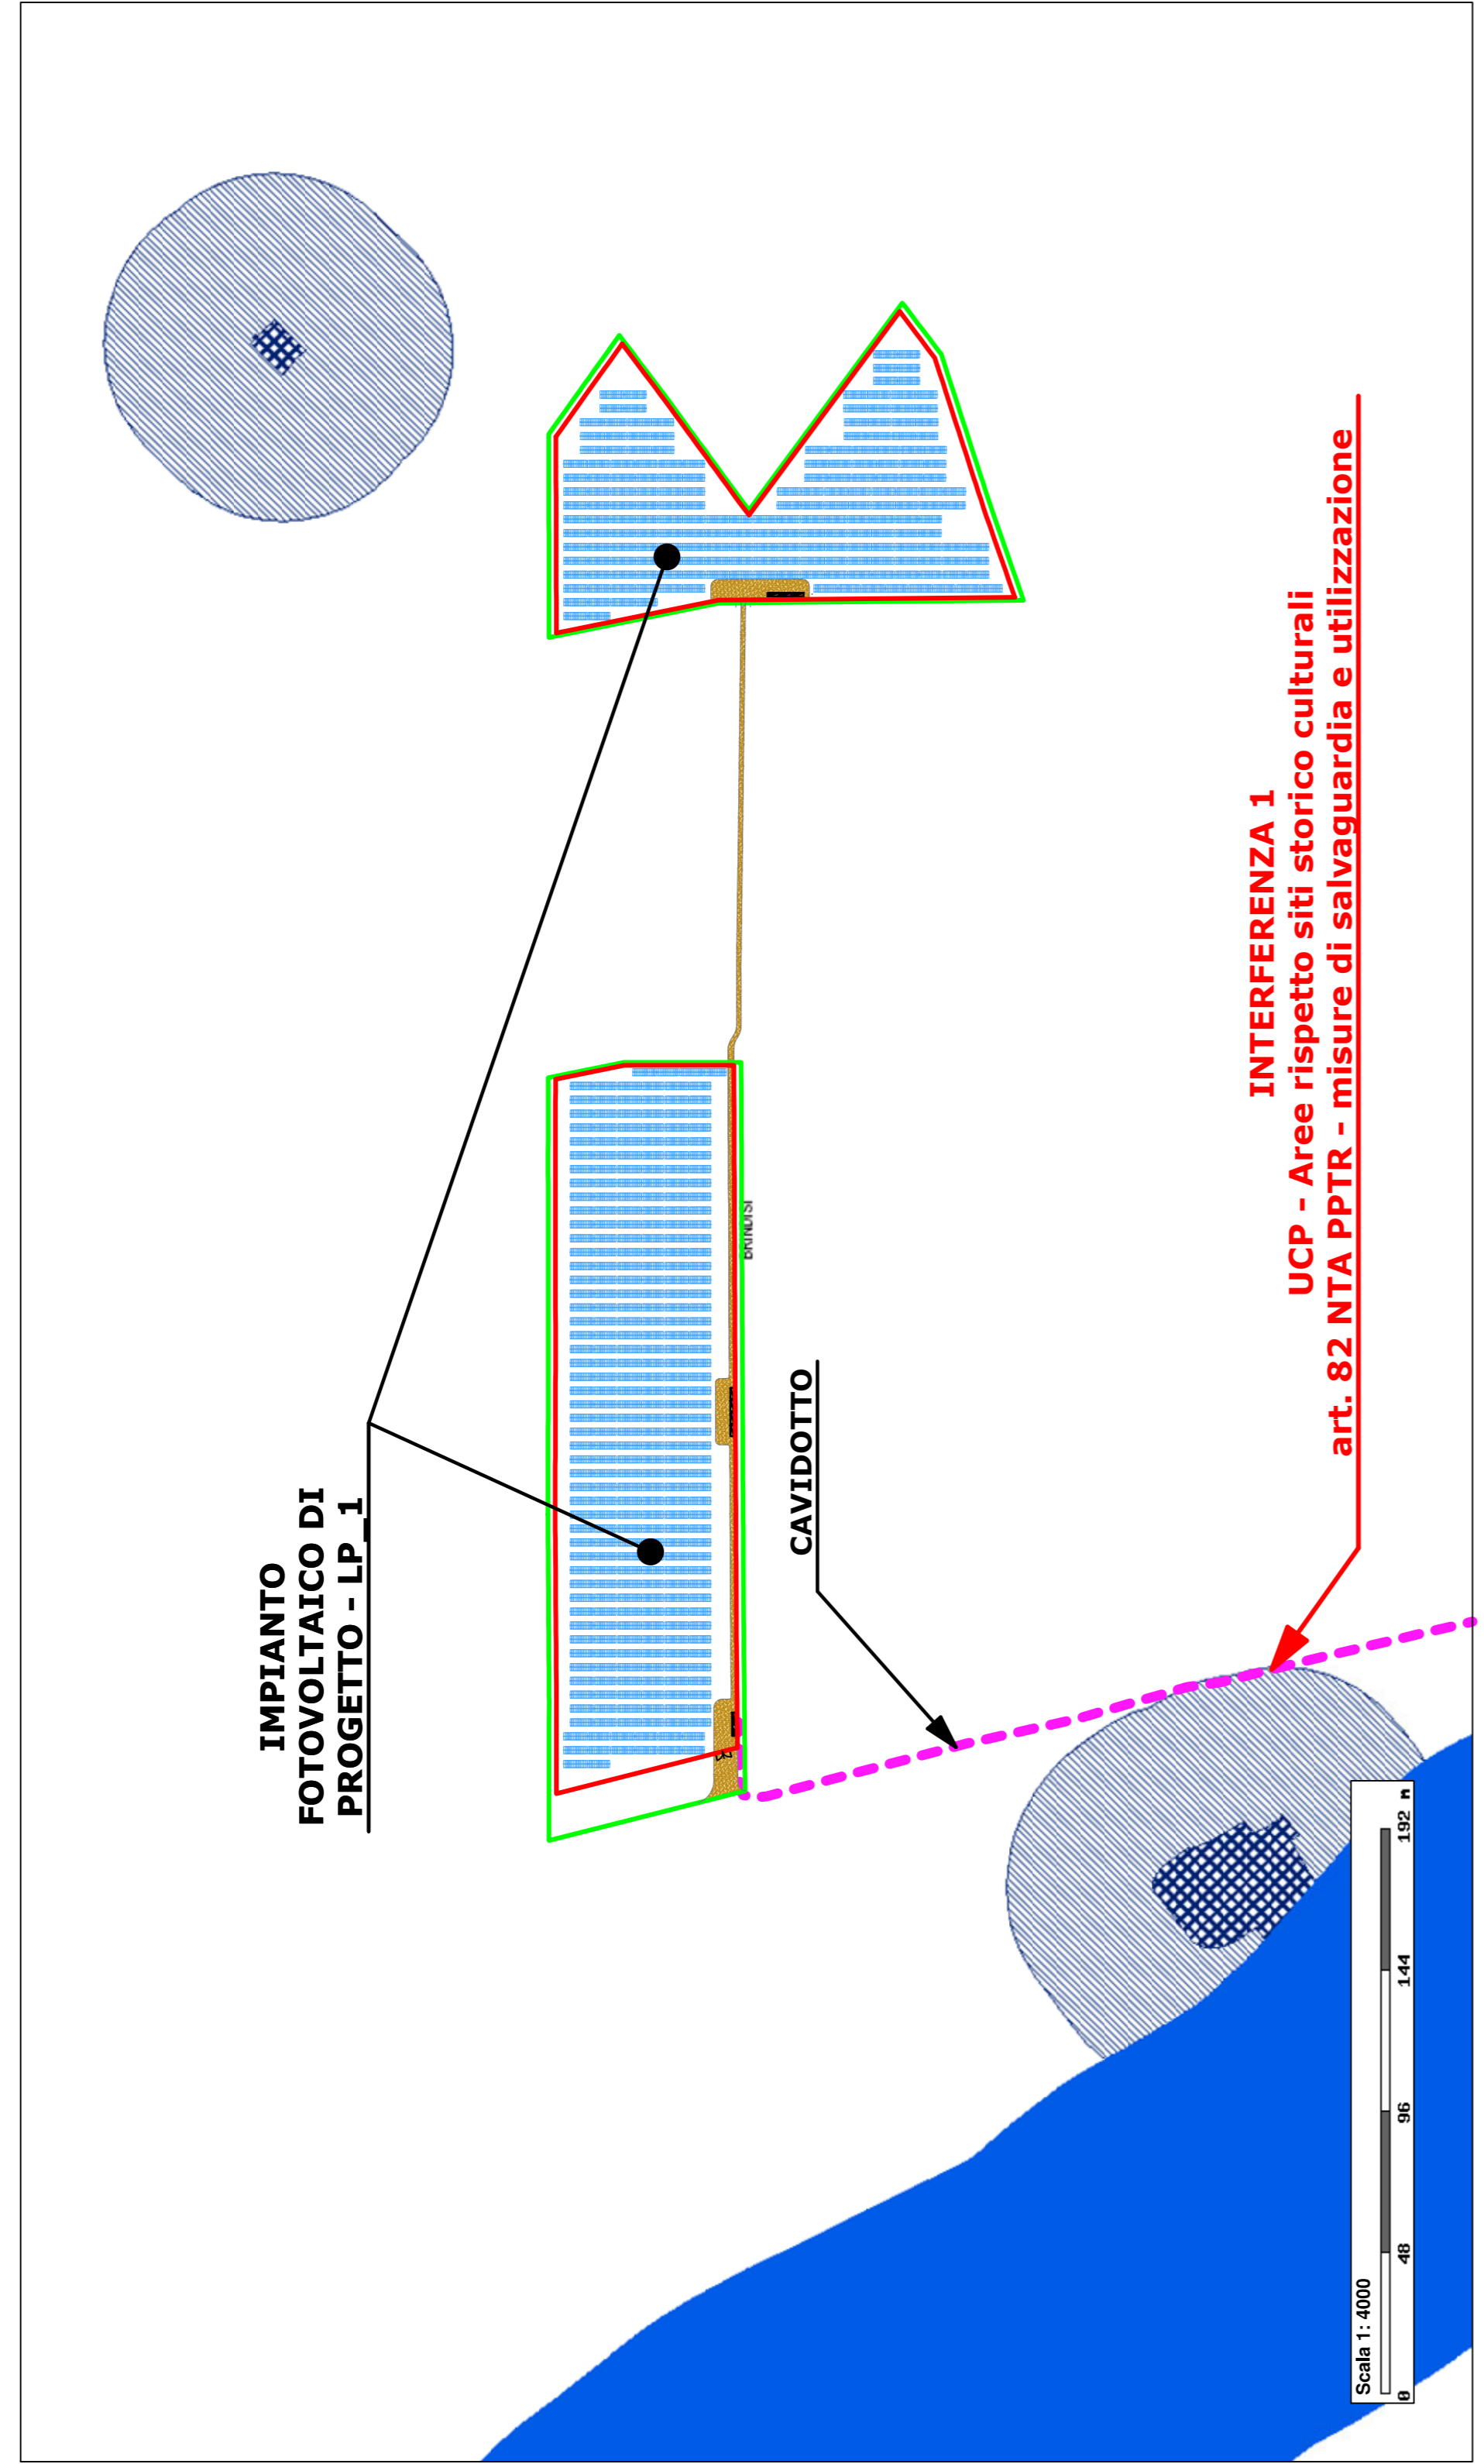 IMPIANTO
FOTOVOLTAICO DI
PROGETTO - LP_1
BRINDISI
CAVIDOTTO
INTERFERENZA 1
UCP - Aree rispetto siti storico culturali
art. 82 NTA PPTR - misure di salvaguardia e utilizzazione
Scala 1: 4000
0 48 96 144 192 m